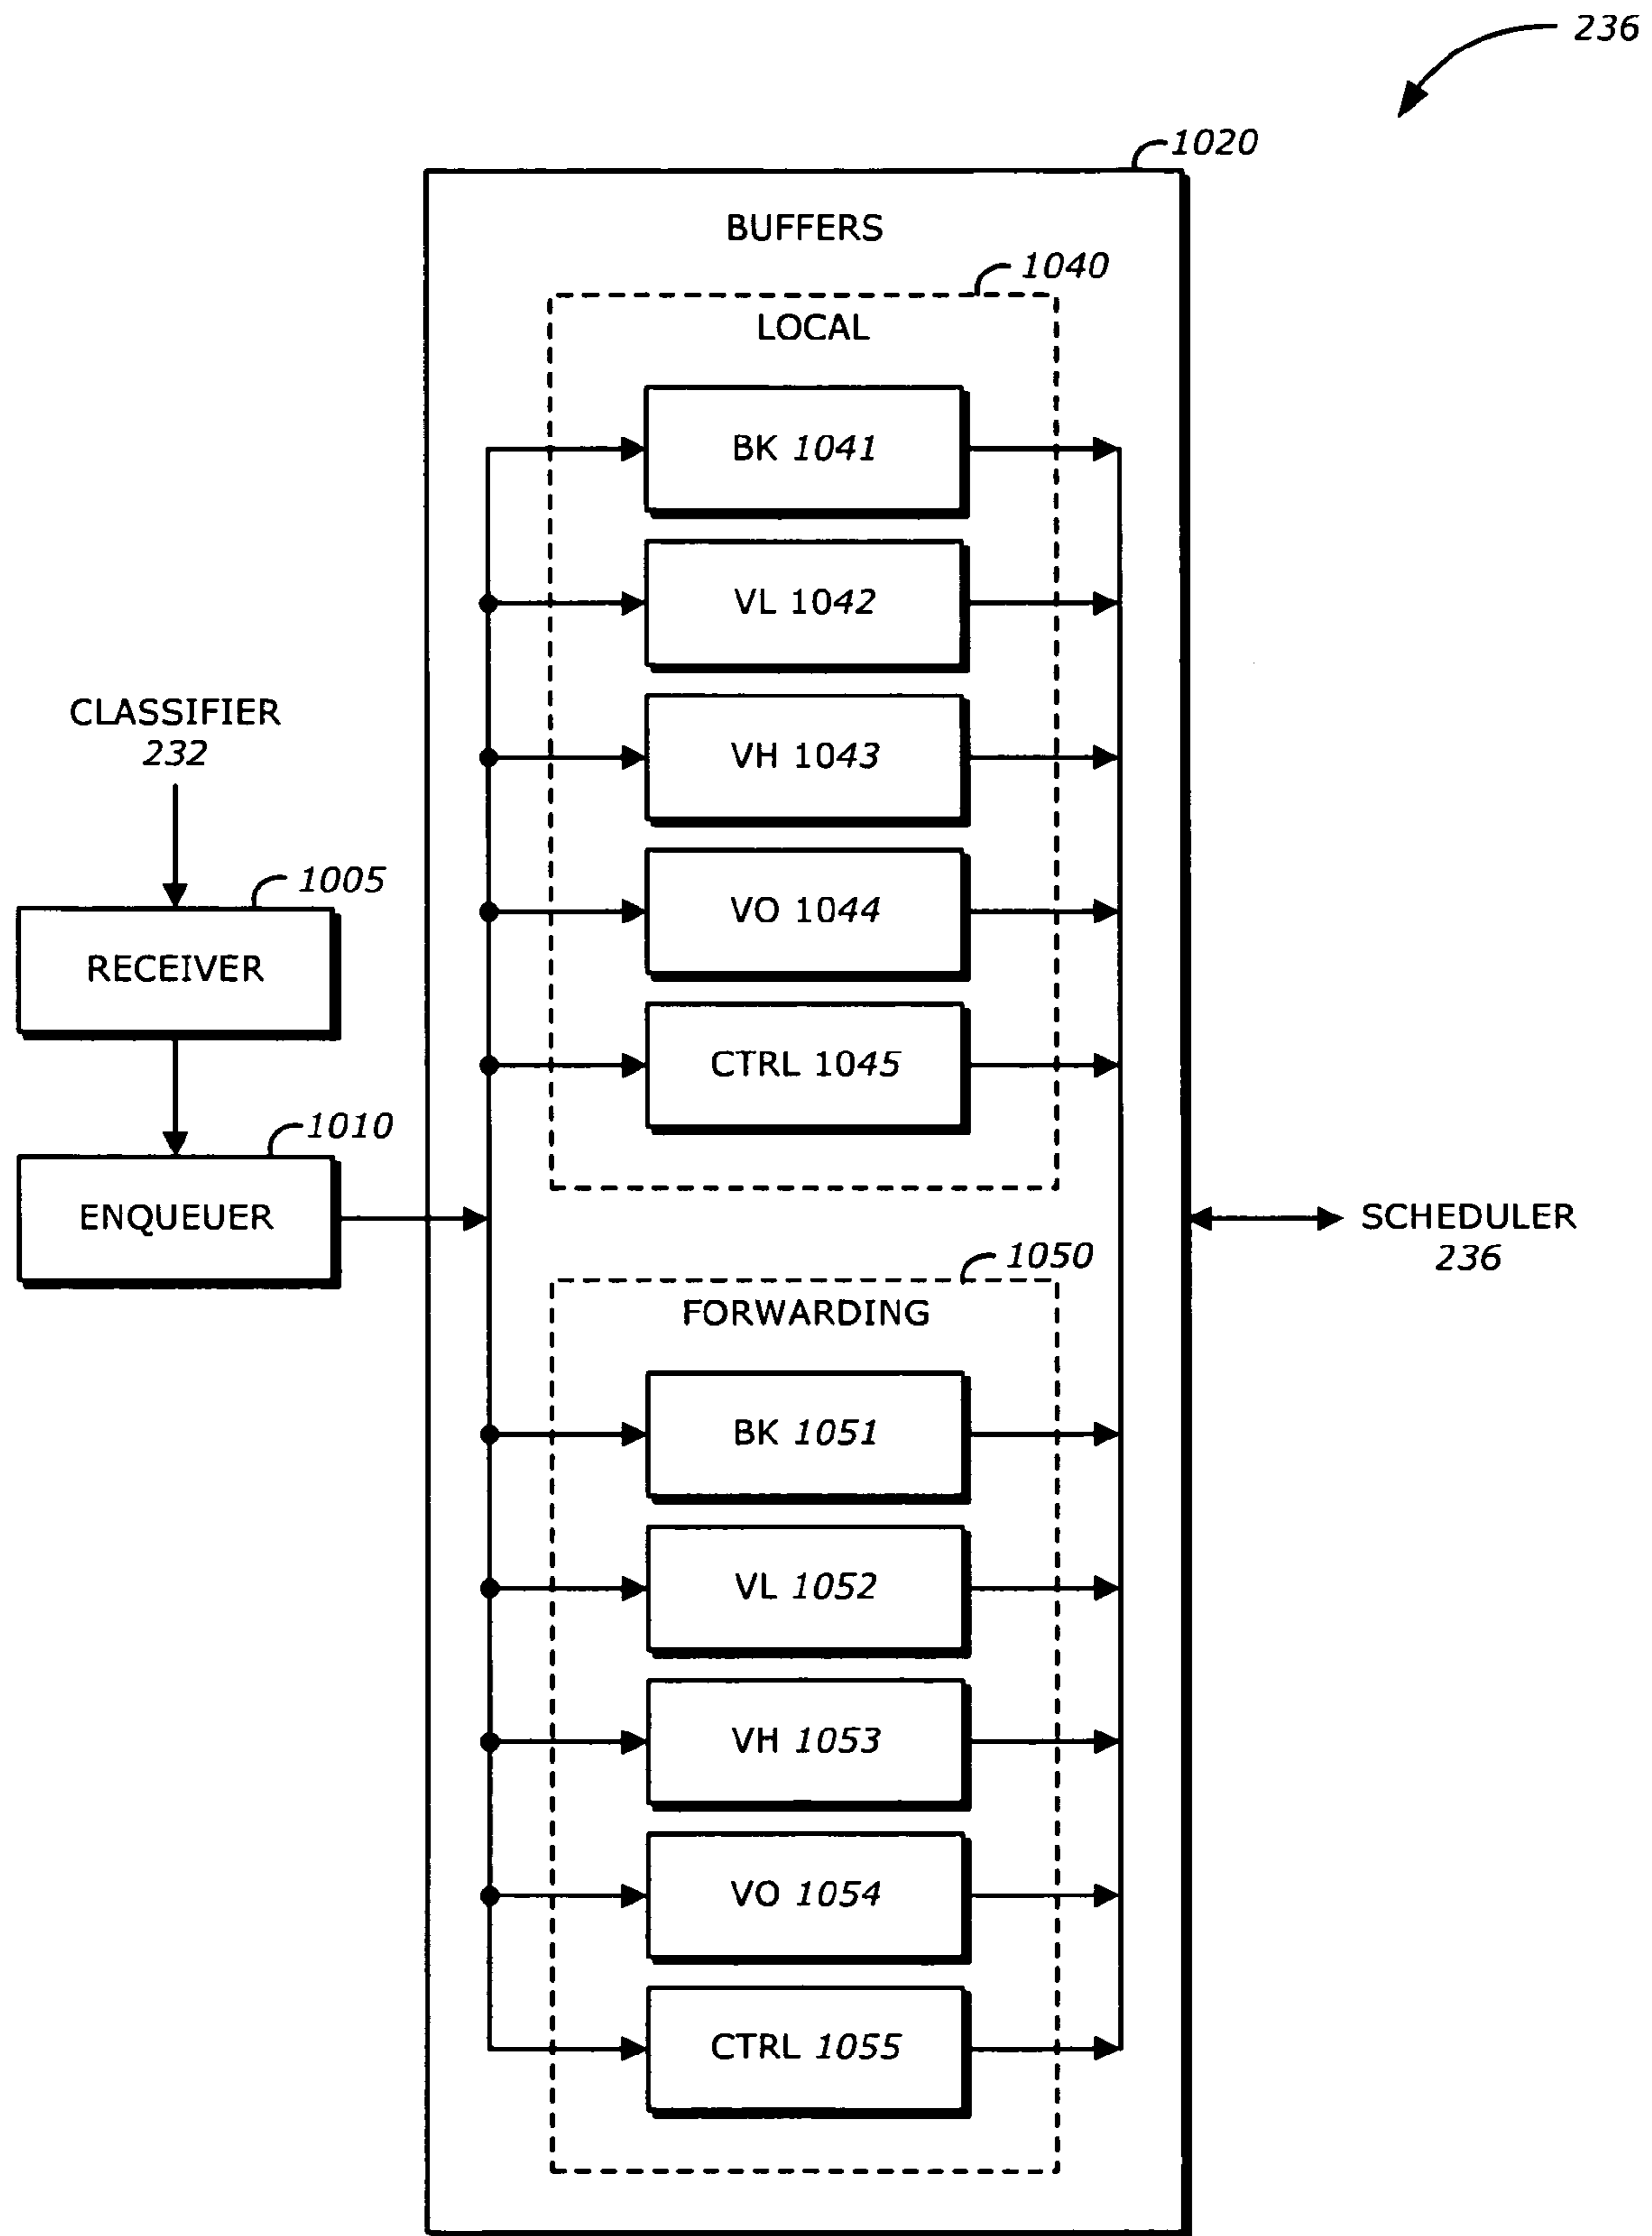 236
1020
BUFFERS
1040
LOCAL
BK 1041
VL 1042
VH 1043
VO 1044
CTRL 1045
CLASSIFIER
232
1005
RECEIVER
1010
ENQUEUER
SCHEDULER
236
1050
FORWARDING
BK 1051
VL 1052
VH 1053
VO 1054
CTRL 1055